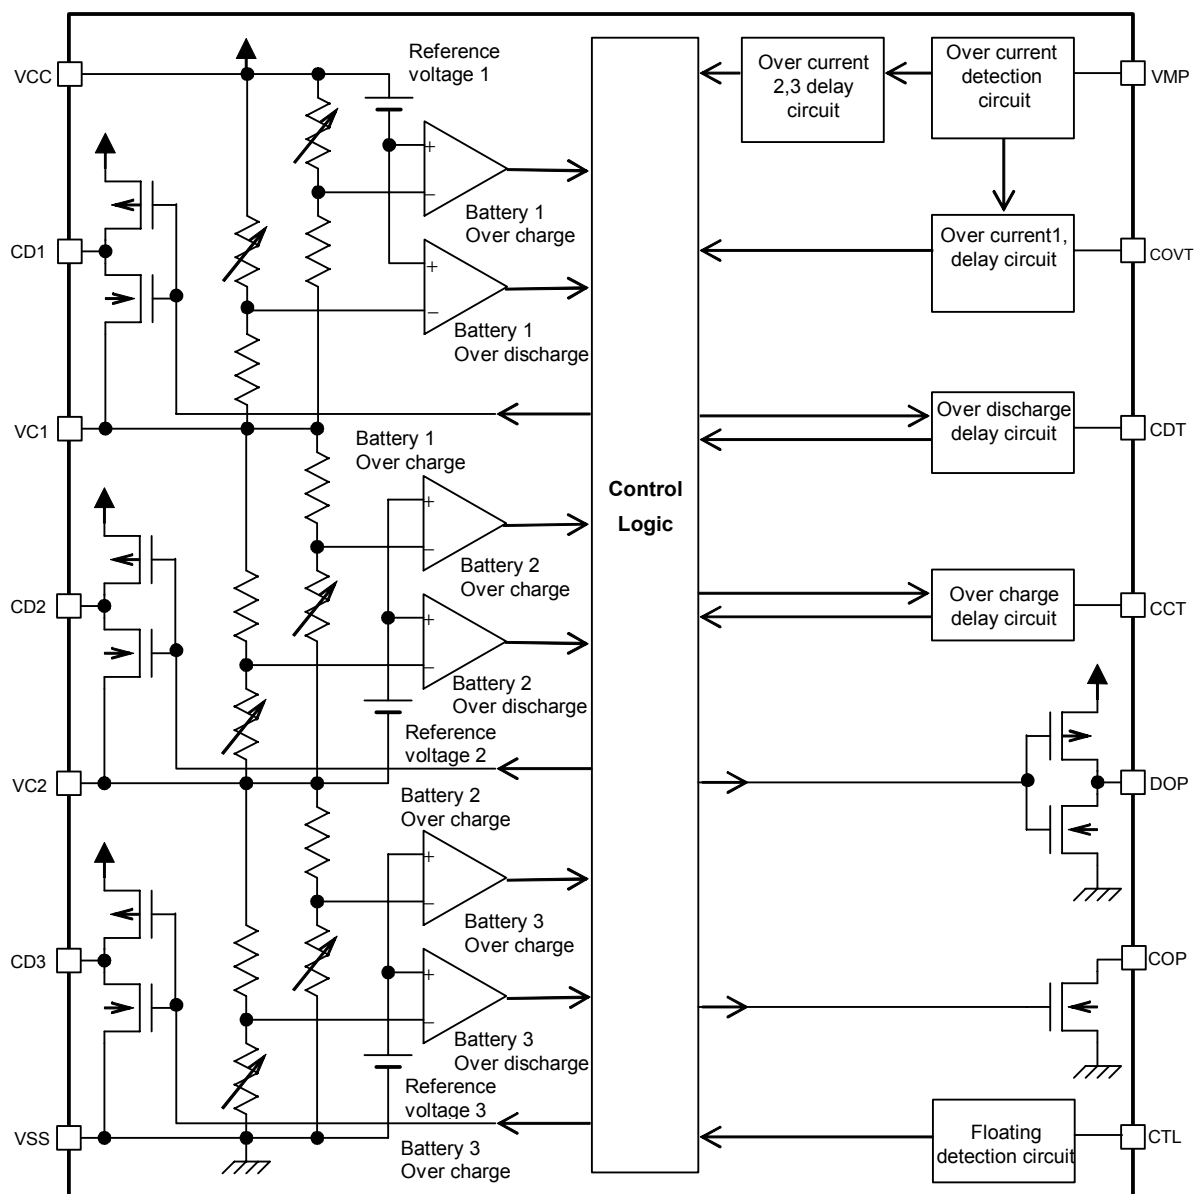 VCC
Reference
voltage 1
Over current
2,3 delay
circuit
Over current
detection
circuit
VMP
+
−
Battery 1
Over charge
CD1
+
−
Battery 1
Over discharge
Over current1,
delay circuit
COVT
VC1
Battery 1
Over charge
Over discharge
delay circuit
CDT
Control
Logic
+
−
Battery 2
Over charge
CD2
+
−
Battery 2
Over discharge
Over charge
delay circuit
CCT
Reference
voltage 2
VC2
Battery 2
Over charge
DOP
+
−
Battery 3
Over charge
CD3
COP
+
−
Battery 3
Over discharge
Reference
voltage 3
VSS
Battery 3
Over charge
Floating
detection circuit
CTL